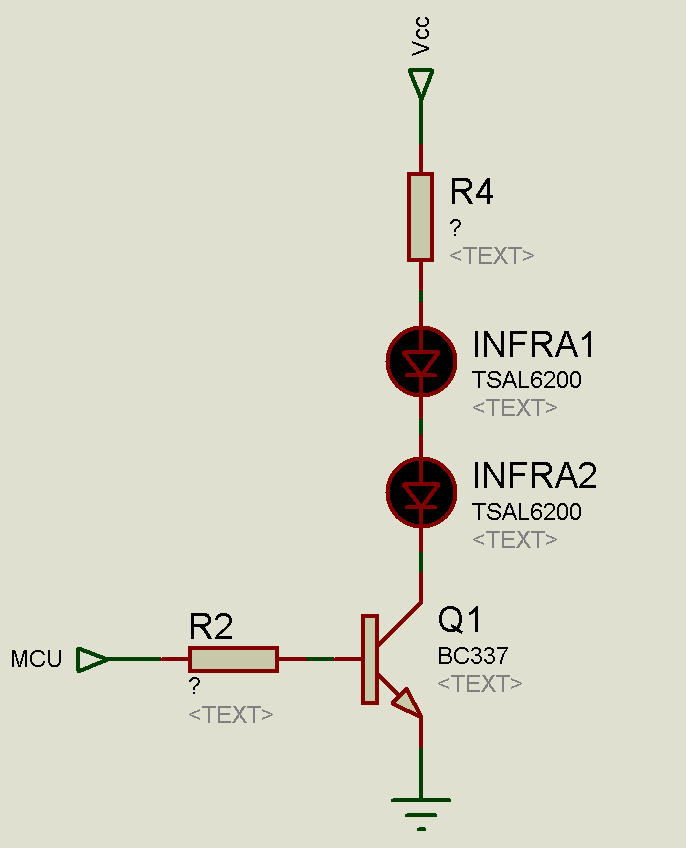 Vcc
R4
?
<TEXT>
INFRA1
TSAL6200
<TEXT>
INFRA2
TSAL6200
<TEXT>
Q1
BC337
<TEXT>
R2
?
<TEXT>
MCU